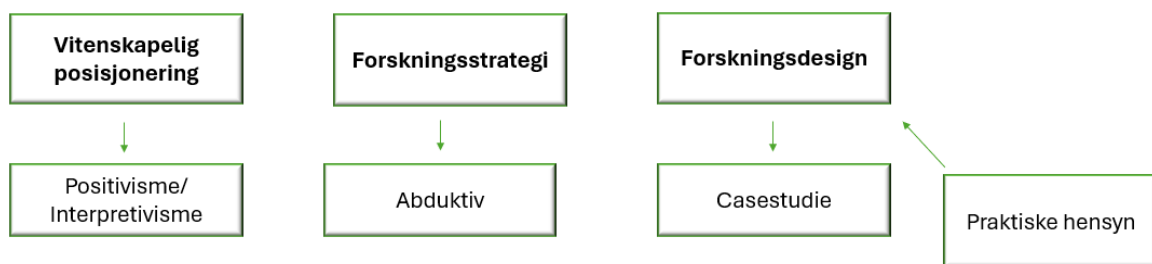 Vitenskapelig
posisjonering
Forskningsstrategi
Forskningsdesign
Positivisme/
Interpretivisme
Abduktiv
Casestudie
Praktiske hensyn